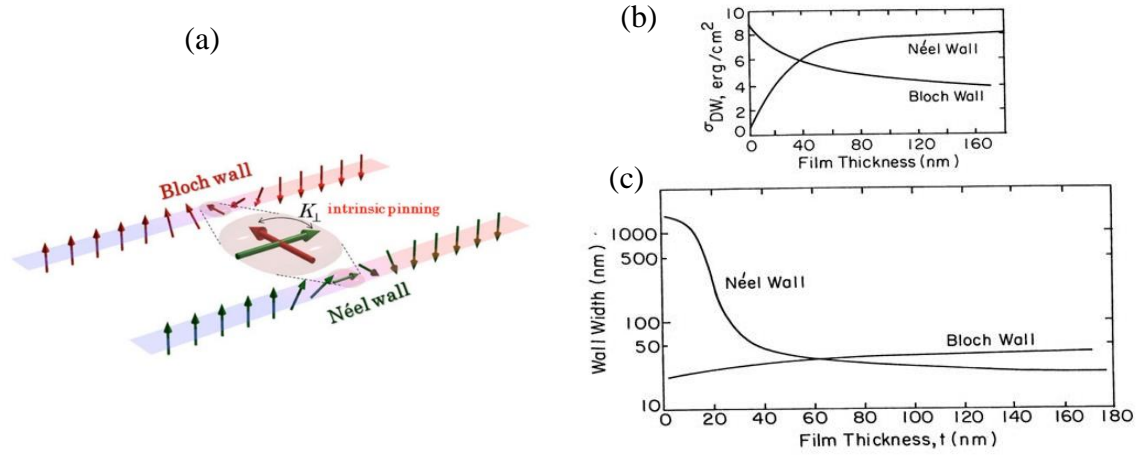 (a)
Bloch wall
K⊥ intrinsic pinning
Néel wall
(b)
10
8
6
4
2
0
σDW, erg/cm²
Néel Wall
Bloch Wall
0 40 80 120 160
Film Thickness (nm)
(c)
1000
500
100
50
10
Wall Width (nm)
Néel Wall
Bloch Wall
0 20 40 60 80 100 120 140 160 180
Film Thickness, t (nm)